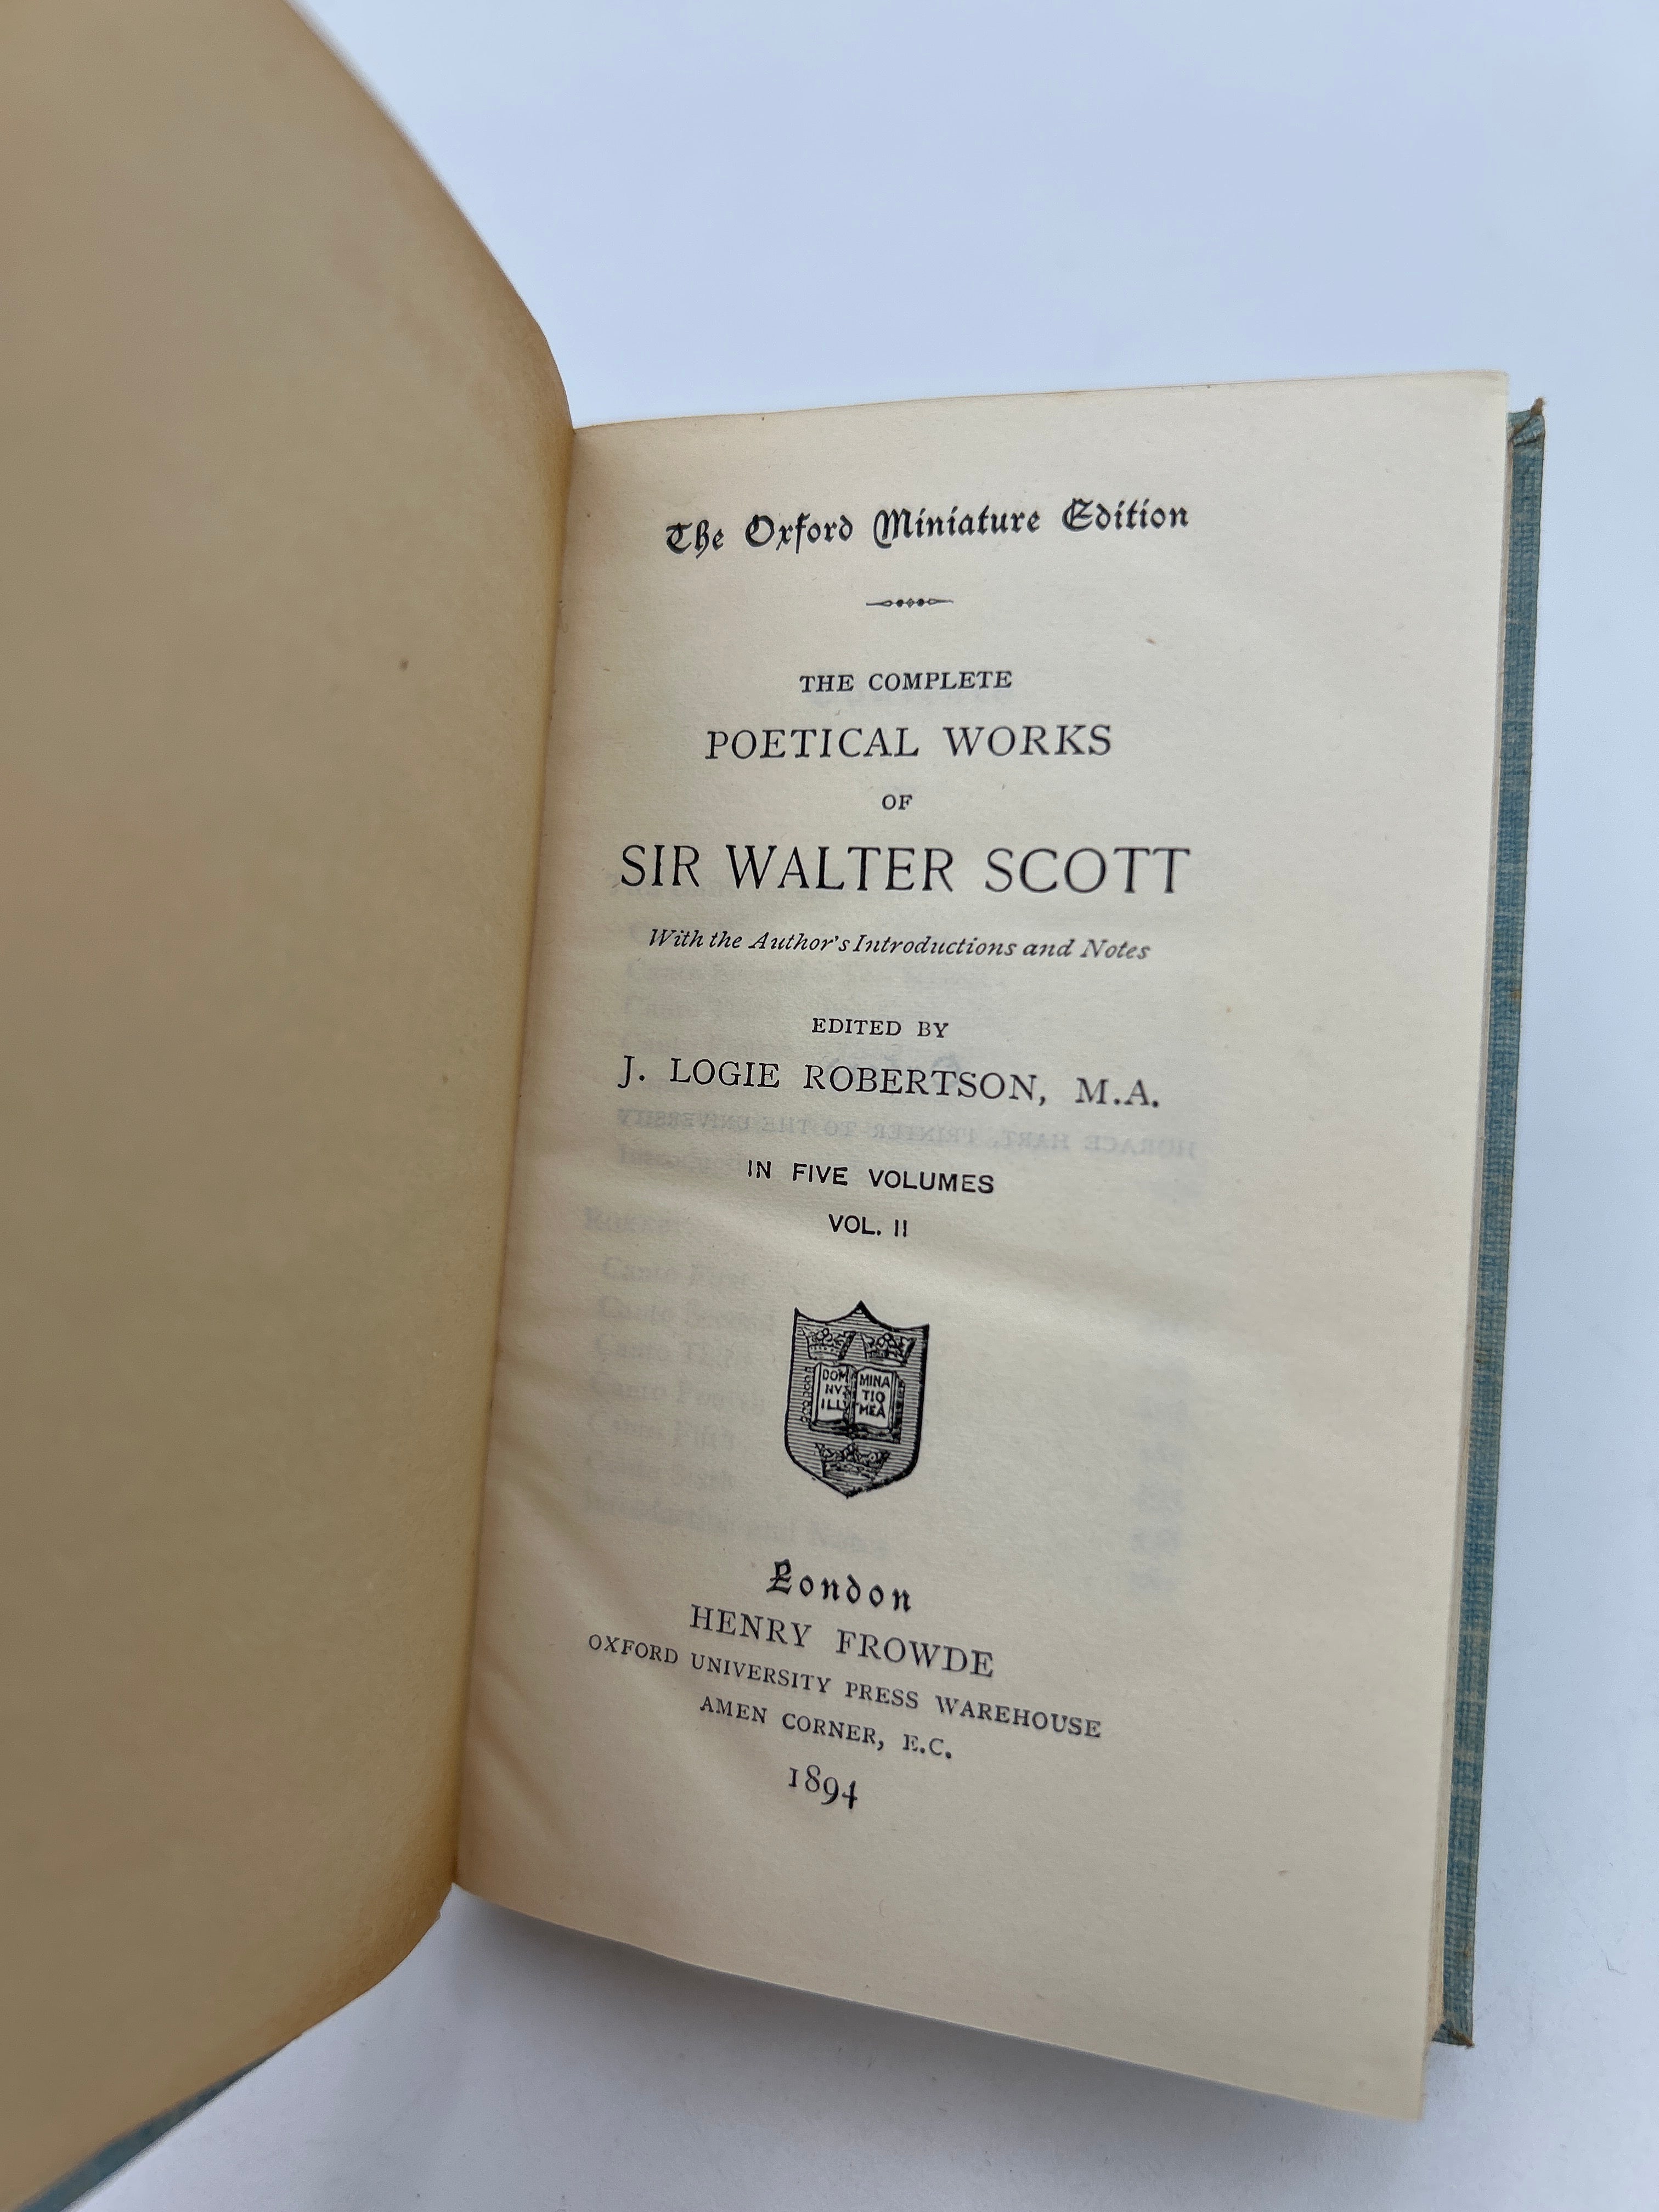 The Oxford Miniature Edition
THE COMPLETE
POETICAL WORKS
OF
SIR WALTER SCOTT
With the Author's Introductions and Notes
EDITED BY
J. LOGIE ROBERTSON, M.A.
IN FIVE VOLUMES
VOL. II
DOM MINA
NVS TIO
ILLV MEA
London
HENRY FROWDE
OXFORD UNIVERSITY PRESS WAREHOUSE
AMEN CORNER, E.C.
1894